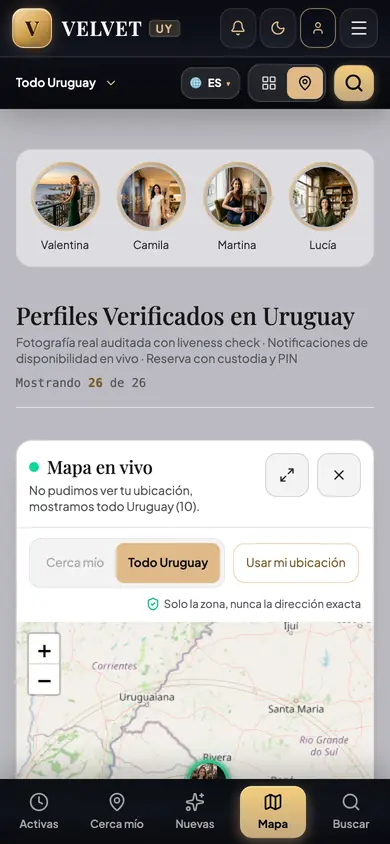 V VELVET UY
Todo Uruguay
ES
Valentina Camila Martina Lucía
Perfiles Verificados en Uruguay
Fotografía real auditada con liveness check · Notificaciones de
disponibilidad en vivo · Reserva con custodia y PIN
Mostrando 26 de 26
Mapa en vivo
No pudimos ver tu ubicación,
mostramos todo Uruguay (10).
Cerca mío Todo Uruguay Usar mi ubicación
Solo la zona, nunca la dirección exacta
+
−
Ijuí
Corrientes
Uruguaiana
Santa Maria
Rio Grande
do Sul
Rivera
Activas Cerca mío Nuevas Mapa Buscar